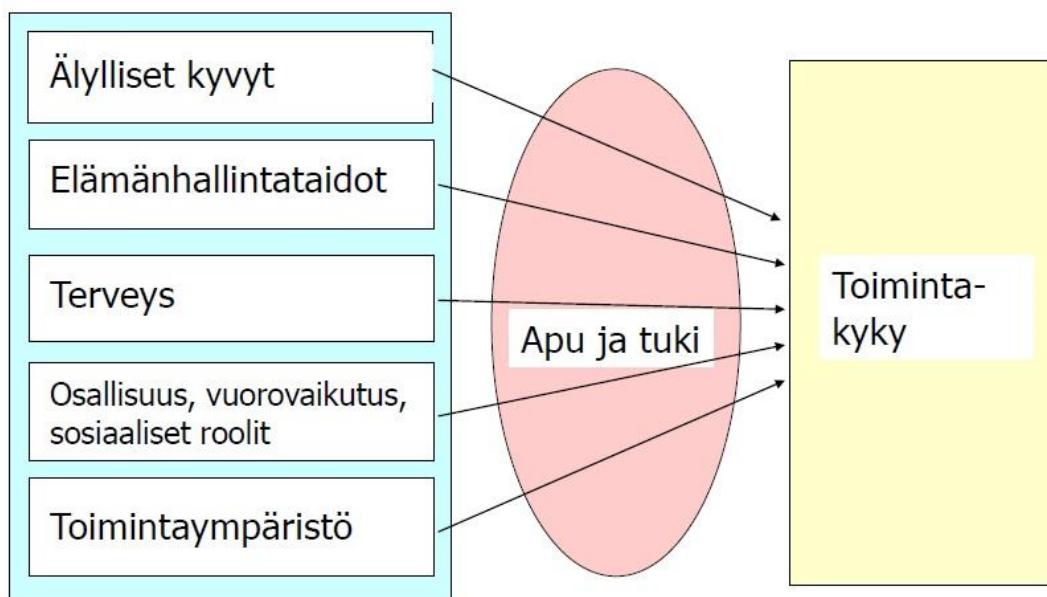 Älylliset kyvyt
Elämänhallintataidot
Terveys
Osallisuus, vuorovaikutus,
sosiaaliset roolit
Toimintaympäristö
Apu ja tuki
Toiminta-
kyky